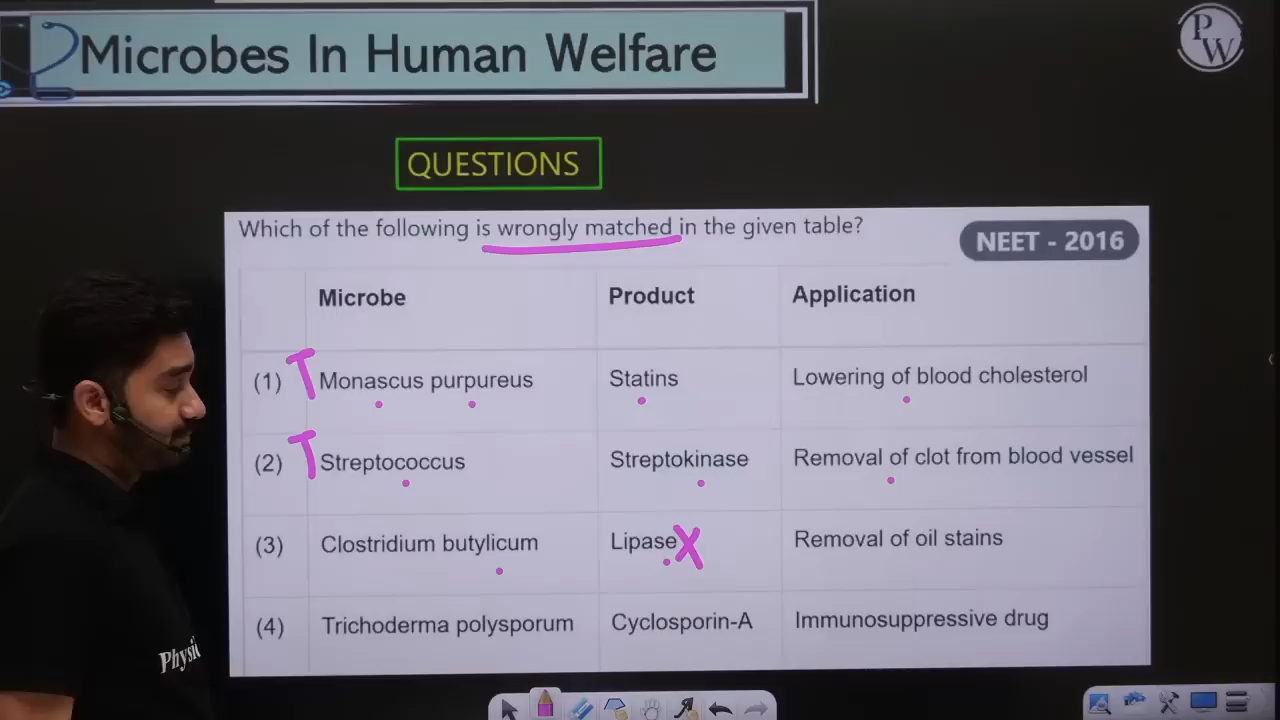 Microbes In Human Welfare
PW
QUESTIONS
Which of the following is wrongly matched in the given table?
NEET - 2016
Microbe Product Application
(1) T Monascus purpureus Statins Lowering of blood cholesterol
(2) T Streptococcus Streptokinase Removal of clot from blood vessel
(3) Clostridium butylicum Lipase X Removal of oil stains
(4) Trichoderma polysporum Cyclosporin-A Immunosuppressive drug